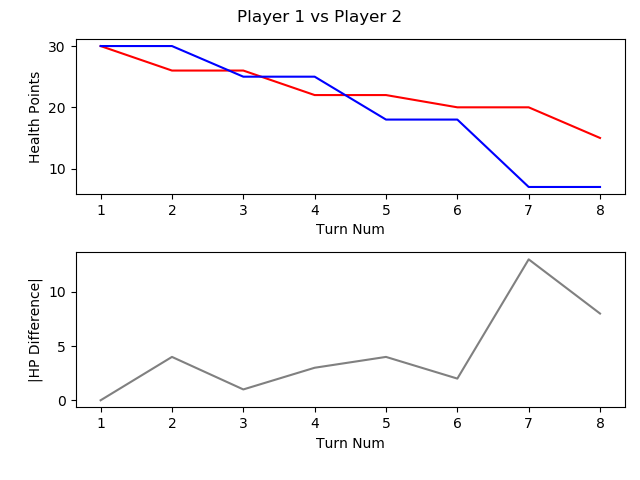 Player 1 vs Player 2
30
20
10
Health Points
1 2 3 4 5 6 7 8
Turn Num
10
5
0
|HP Difference|
1 2 3 4 5 6 7 8
Turn Num